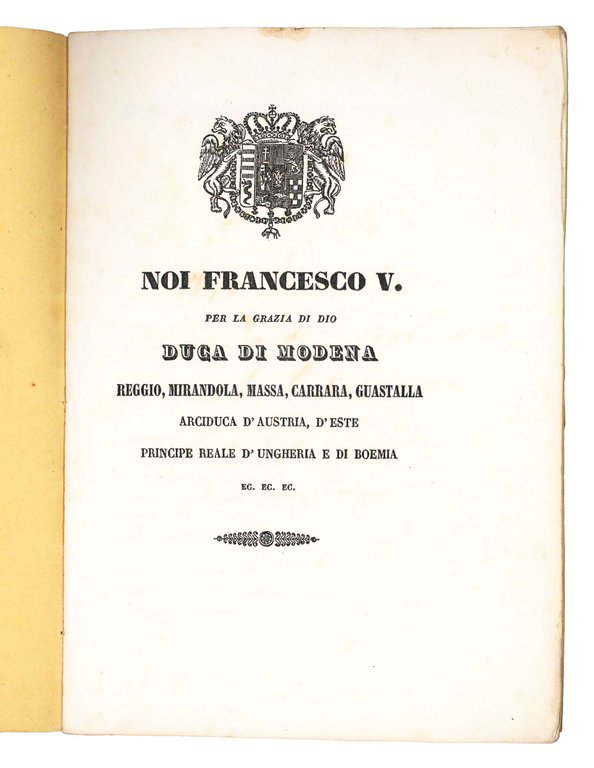 NOI FRANCESCO V.
PER LA GRAZIA DI DIO
DUCA DI MODENA
REGGIO, MIRANDOLA, MASSA, CARRARA, GUASTALLA
ARCIDUCA D'AUSTRIA, D'ESTE
PRINCIPE REALE D'UNGHERIA E DI BOEMIA
EC. EC. EC.